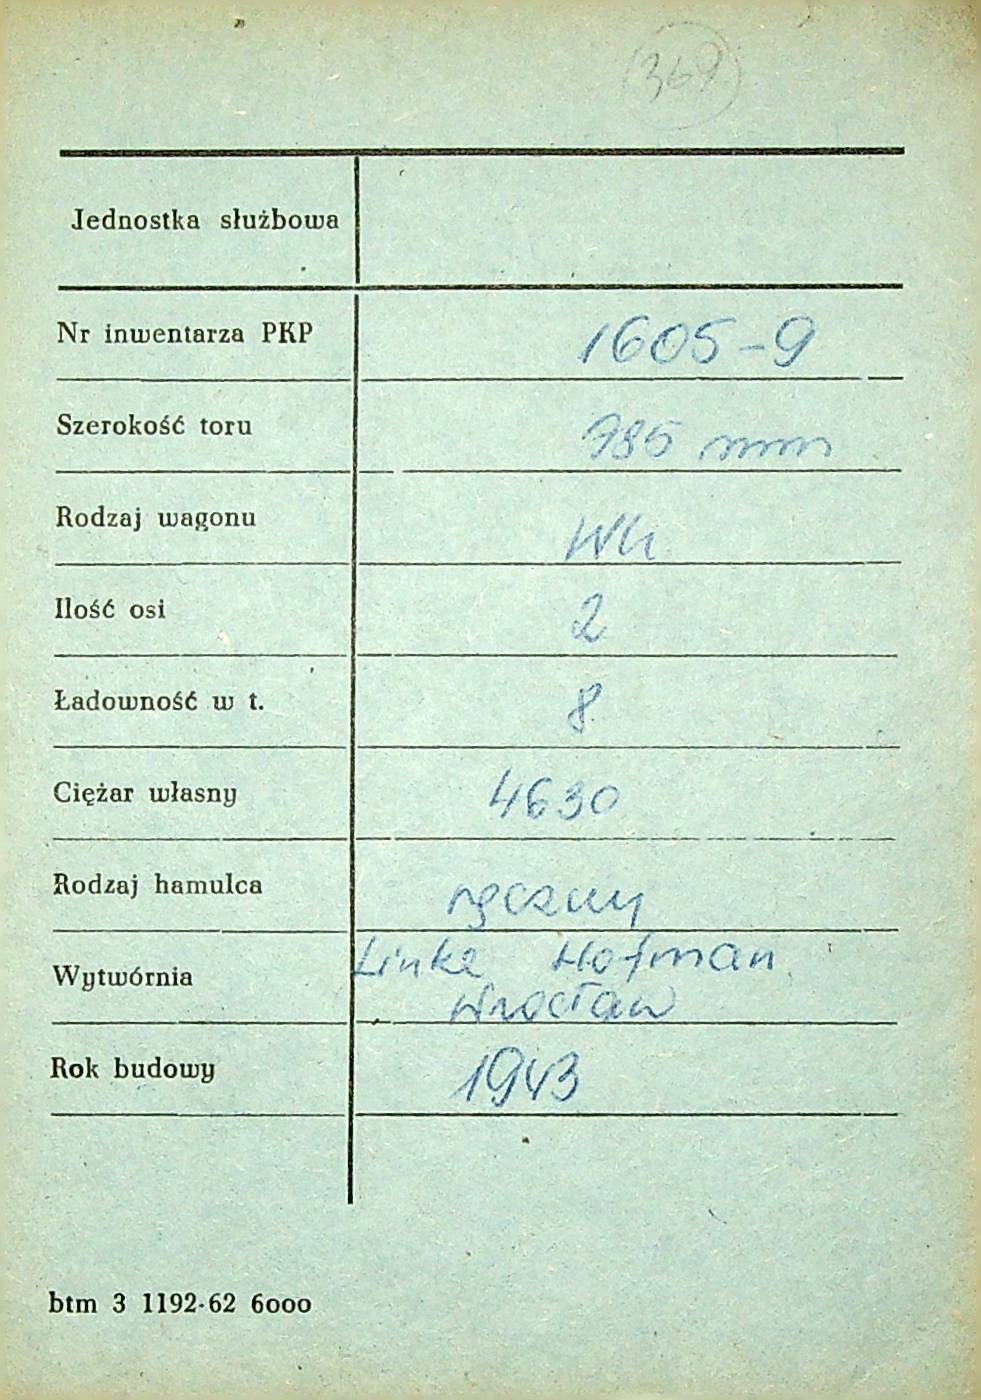 369
Jednostka służbowa
Nr inwentarza PKP 1605-9
Szerokość toru 785 mm
Rodzaj wagonu Wh
Ilość osi 2
Ładowność w t. 8
Ciężar własny 4630
Rodzaj hamulca ręczny
Wytwórnia Linke Hofman
Wrocław
Rok budowy 1943
btm 3 1192-62 6000